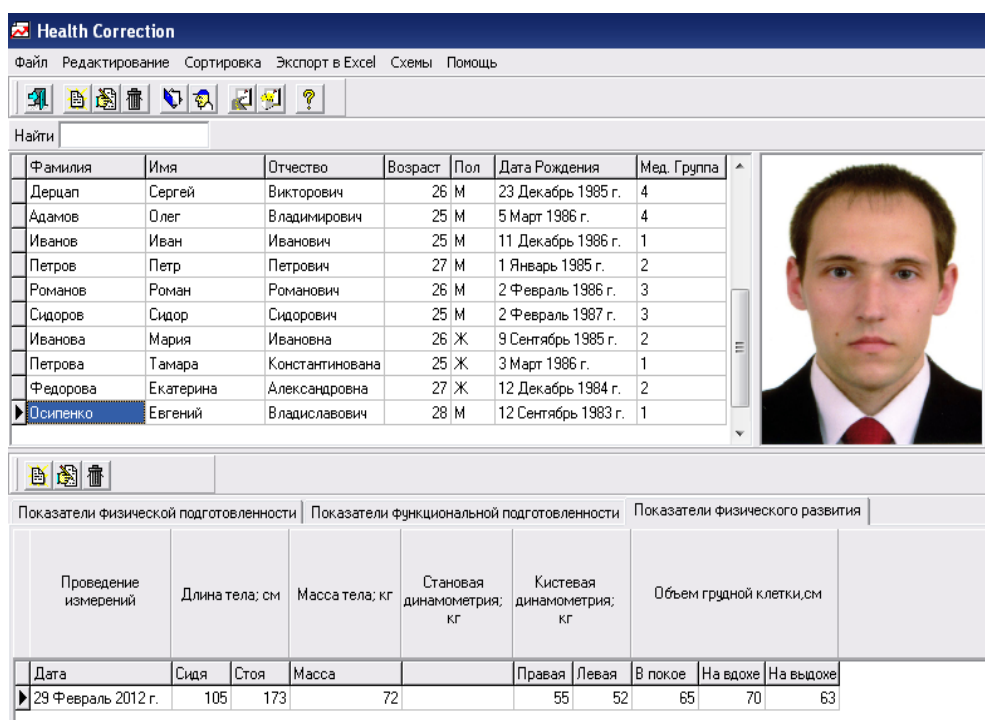 Health Correction
Файл Редактирование Сортировка Экспорт в Excel Схемы Помощь
Найти
Фамилия Имя Отчество Возраст Пол Дата Рождения Мед. Группа
Дерцап Сергей Викторович 26 М 23 Декабрь 1985 г. 4
Адамов Олег Владимирович 25 М 5 Март 1986 г. 4
Иванов Иван Иванович 25 М 11 Декабрь 1986 г. 1
Петров Петр Петрович 27 М 1 Январь 1985 г. 2
Романов Роман Романович 26 М 2 Февраль 1986 г. 3
Сидоров Сидор Сидорович 25 М 2 Февраль 1987 г. 3
Иванова Мария Ивановна 26 Ж 9 Сентябрь 1985 г. 2
Петрова Тамара Константинована 25 Ж 3 Март 1986 г. 1
Федорова Екатерина Александровна 27 Ж 12 Декабрь 1984 г. 2
Осипенко Евгений Владиславович 28 М 12 Сентябрь 1983 г. 1
Показатели физической подготовленности Показатели функциональной подготовленности Показатели физического развития
Проведение измерений Длина тела; см Масса тела; кг Становая динамометрия; кг Кистевая динамометрия; кг Объем грудной клетки,см
Дата Сидя Стоя Масса Правая Левая В покое На вдохе На выдохе
29 Февраль 2012 г. 105 173 72 55 52 65 70 63